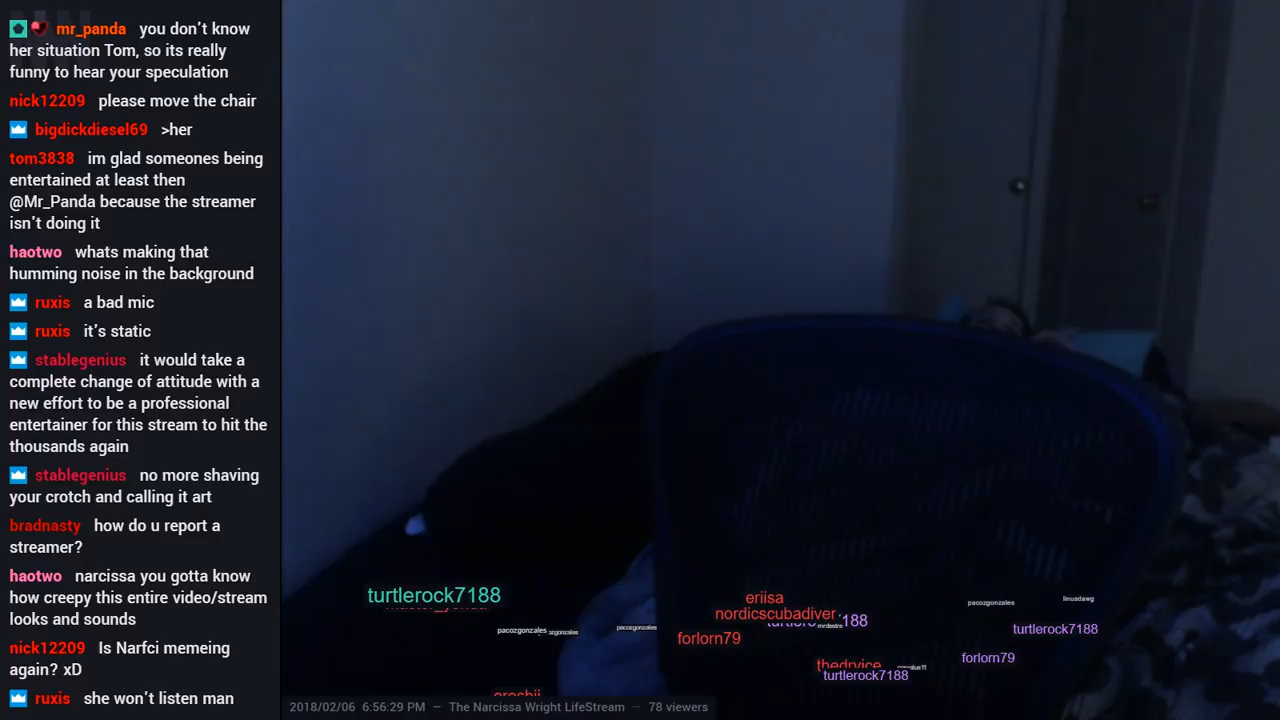 mr_panda you don't know
her situation Tom, so its really
funny to hear your speculation
nick12209 please move the chair
bigdickdiesel69 >her
tom3838 im glad someones being
entertained at least then
@Mr_Panda because the streamer
isn't doing it
haotwo whats making that
humming noise in the background
ruxis a bad mic
ruxis it's static
stablegenius it would take a
complete change of attitude with a
new effort to be a professional
entertainer for this stream to hit the
thousands again
stablegenius no more shaving
your crotch and calling it art
bradnasty how do u report a
streamer?
haotwo narcissa you gotta know
how creepy this entire video/stream
looks and sounds
nick12209 Is Narfci memeing
again? xD
ruxis she won't listen man
turtlerock7188
eriisa
pacozgonzales
linusdawg
nordicscubadiver
188
pacozgonzales
pacozgonzales
turtlerock7188
forlorn79
forlorn79
thedryice
turtlerock7188
2018/02/06 6:56:29 PM — The Narcissa Wright LifeStream — 78 viewers